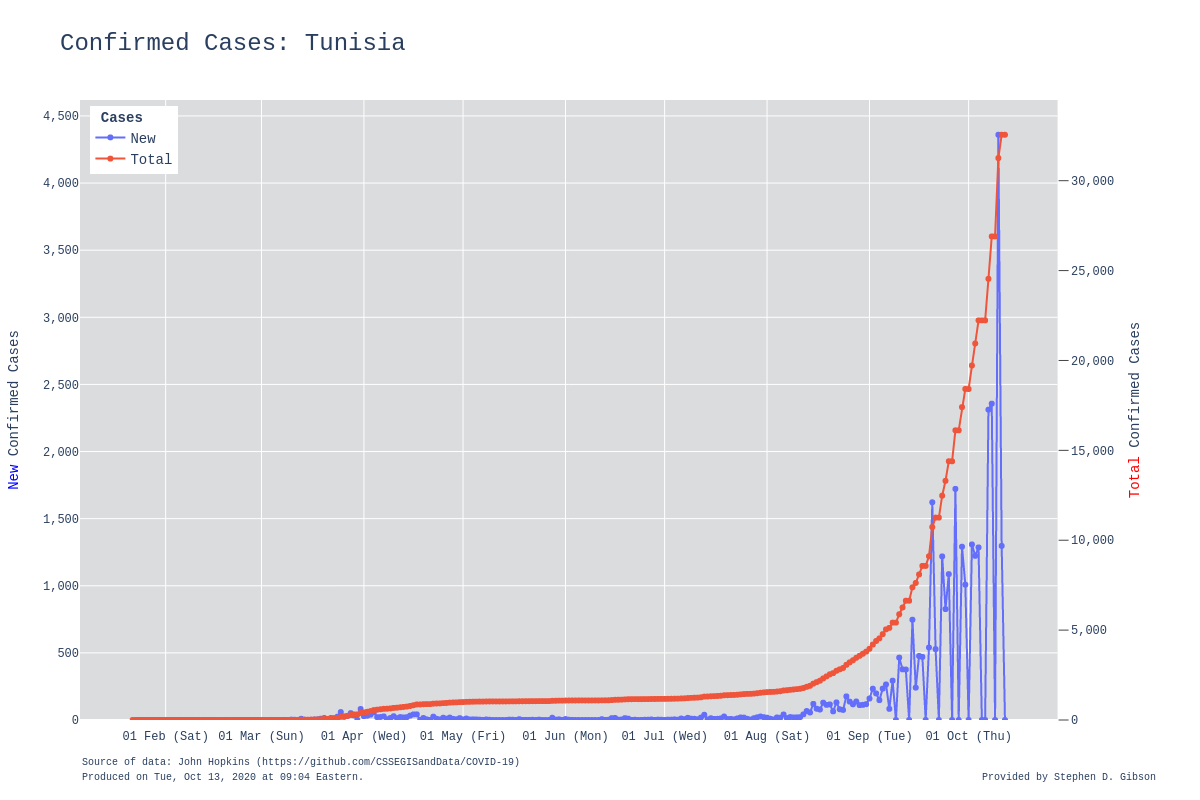 Confirmed Cases: Tunisia
Cases
New
Total
4,500
4,000
3,500
3,000
2,500
2,000
1,500
1,000
500
0
New Confirmed Cases
30,000
25,000
20,000
15,000
10,000
5,000
0
Total Confirmed Cases
01 Feb (Sat) 01 Mar (Sun) 01 Apr (Wed) 01 May (Fri) 01 Jun (Mon) 01 Jul (Wed) 01 Aug (Sat) 01 Sep (Tue) 01 Oct (Thu)
Source of data: John Hopkins (https://github.com/CSSEGISandData/COVID-19)
Produced on Tue, Oct 13, 2020 at 09:04 Eastern.
Provided by Stephen D. Gibson